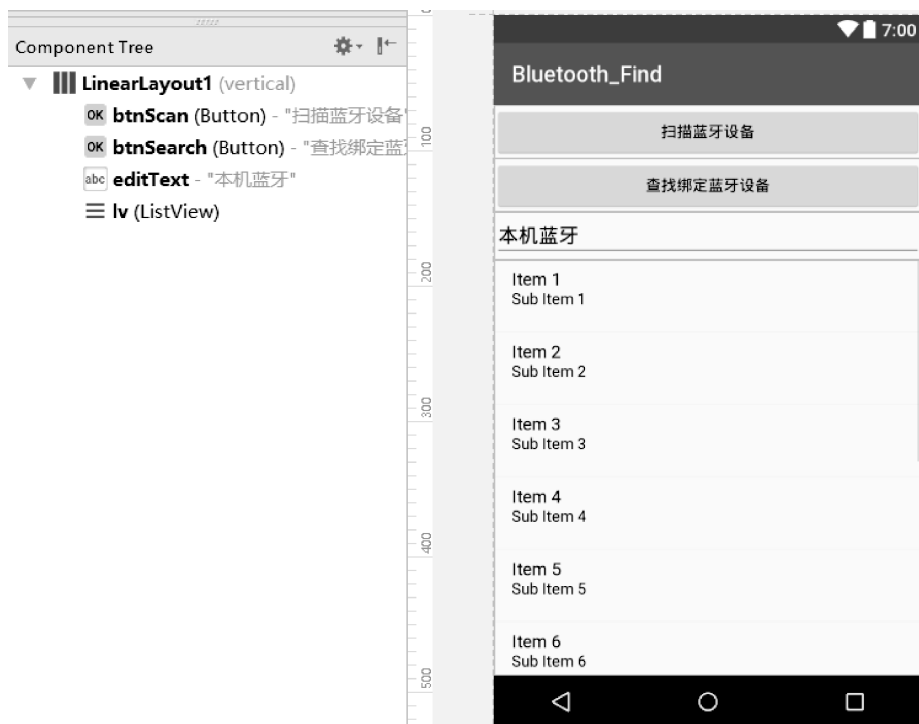 Component Tree
LinearLayout1 (vertical)
OK btnScan (Button) - "扫描蓝牙设备"
OK btnSearch (Button) - "查找绑定蓝
abc editText - "本机蓝牙"
lv (ListView)
100
200
300
400
500
7:00
Bluetooth_Find
扫描蓝牙设备
查找绑定蓝牙设备
本机蓝牙
Item 1
Sub Item 1
Item 2
Sub Item 2
Item 3
Sub Item 3
Item 4
Sub Item 4
Item 5
Sub Item 5
Item 6
Sub Item 6